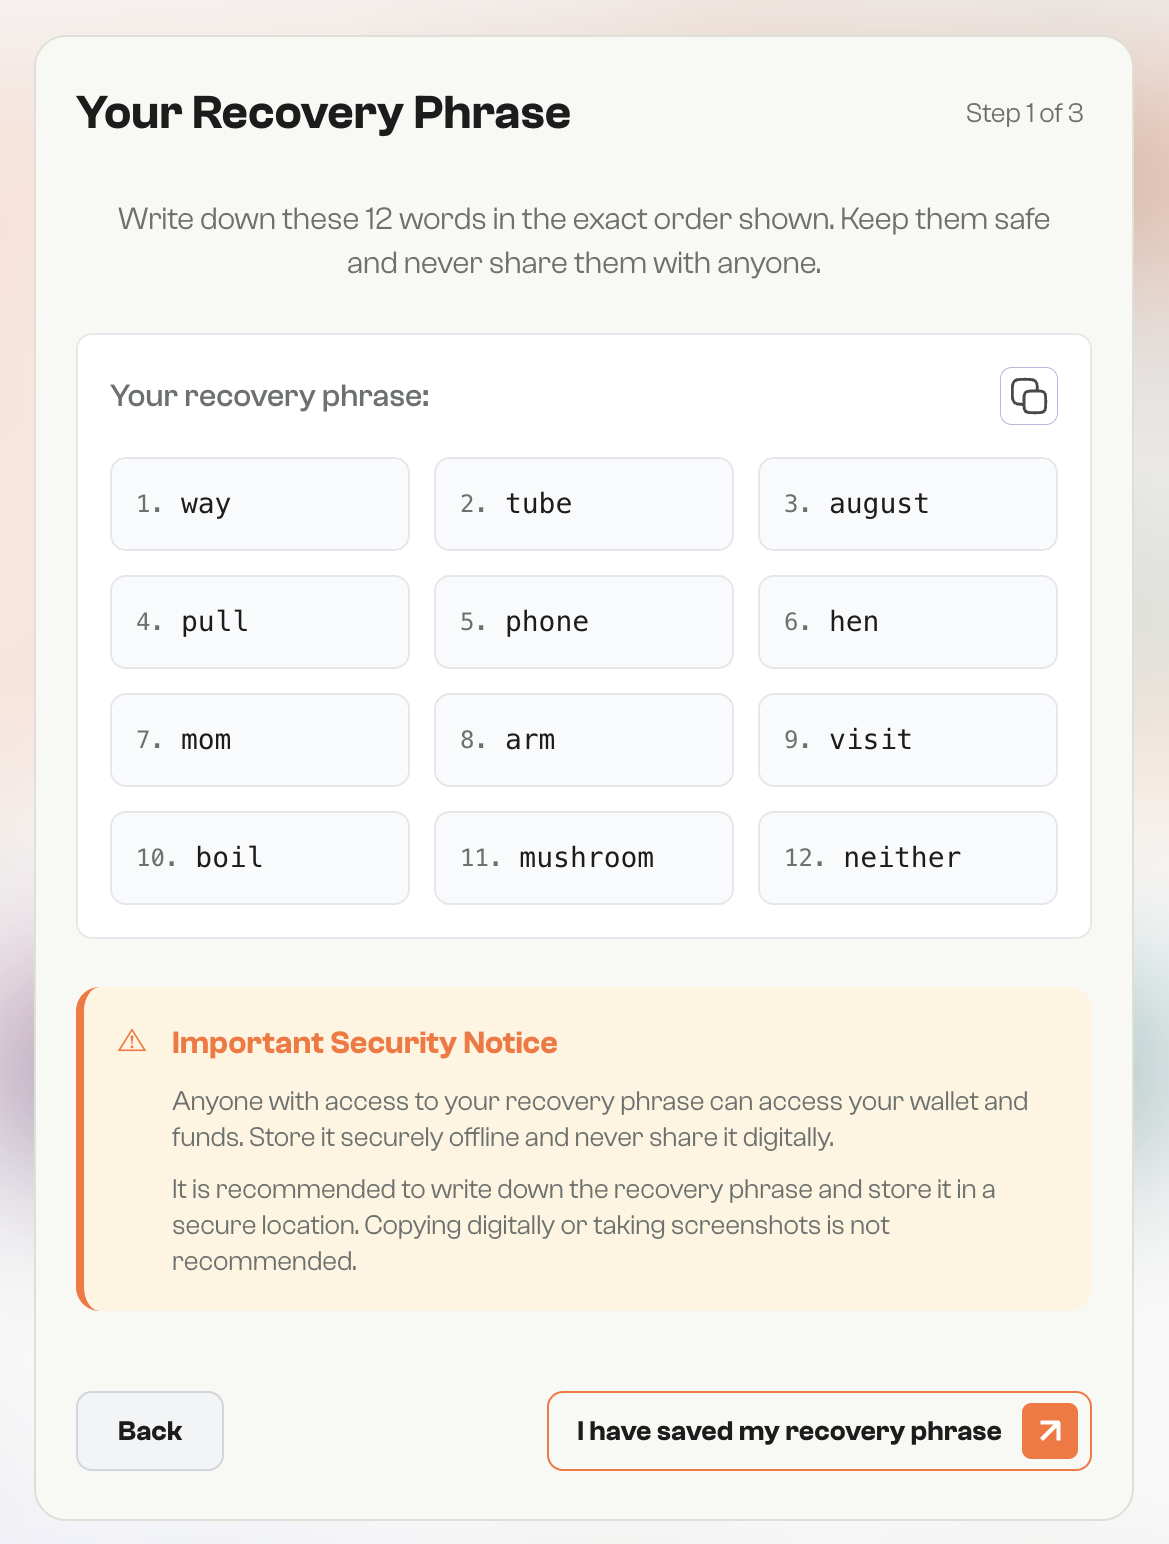 Your Recovery Phrase
Step 1 of 3
Write down these 12 words in the exact order shown. Keep them safe
and never share them with anyone.
Your recovery phrase:
1. way
2. tube
3. august
4. pull
5. phone
6. hen
7. mom
8. arm
9. visit
10. boil
11. mushroom
12. neither
Important Security Notice
Anyone with access to your recovery phrase can access your wallet and
funds. Store it securely offline and never share it digitally.
It is recommended to write down the recovery phrase and store it in a
secure location. Copying digitally or taking screenshots is not
recommended.
Back
I have saved my recovery phrase